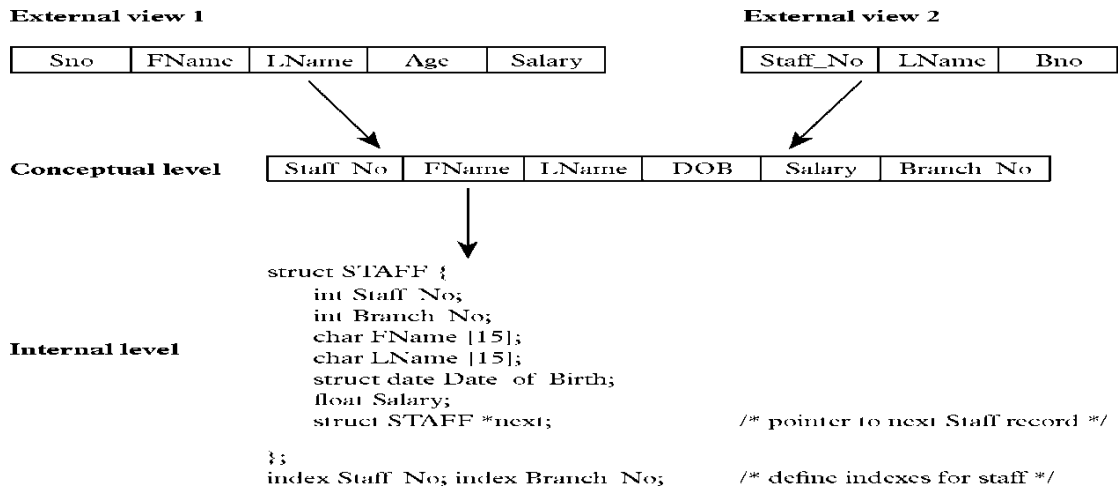 External view 1 External view 2
Sno FName LName Age Salary Staff_No LName Bno
Conceptual level Staff No FName LName DOB Salary Branch No
struct STAFF {
int Staff No;
int Branch No;
char FName [15];
Internal level
char LName [15];
struct date Date of Birth;
float Salary;
struct STAFF *next; /* pointer to next Staff record */
};
index Staff No; index Branch No; /* define indexes for staff */